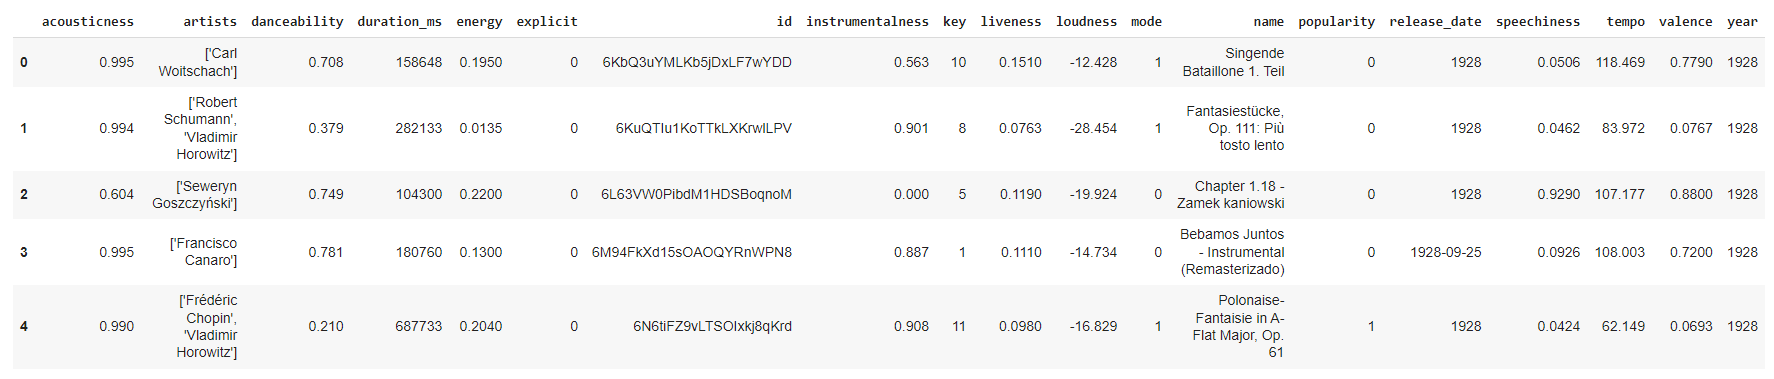 acousticness artists danceability duration_ms energy explicit id instrumentalness key liveness loudness mode name popularity release_date speechiness tempo valence year
0 0.995 ['Carl Woitschach'] 0.708 158648 0.1950 0 6KbQ3uYMLKb5jDxLF7wYDD 0.563 10 0.1510 -12.428 1 Singende Bataillone 1. Teil 0 1928 0.0506 118.469 0.7790 1928
1 0.994 ['Robert Schumann', 'Vladimir Horowitz'] 0.379 282133 0.0135 0 6KuQTIu1KoTTkLXKrwlLPV 0.901 8 0.0763 -28.454 1 Fantasiestücke, Op. 111: Più tosto lento 0 1928 0.0462 83.972 0.0767 1928
2 0.604 ['Seweryn Goszczyński'] 0.749 104300 0.2200 0 6L63VW0PibdM1HDSBoqnoM 0.000 5 0.1190 -19.924 0 Chapter 1.18 - Zamek kaniowski 0 1928 0.9290 107.177 0.8800 1928
3 0.995 ['Francisco Canaro'] 0.781 180760 0.1300 0 6M94FkXd15sOAOQYRnWPN8 0.887 1 0.1110 -14.734 0 Bebamos Juntos - Instrumental (Remasterizado) 0 1928-09-25 0.0926 108.003 0.7200 1928
4 0.990 ['Frédéric Chopin', 'Vladimir Horowitz'] 0.210 687733 0.2040 0 6N6tiFZ9vLTSOIxkj8qKrd 0.908 11 0.0980 -16.829 1 Polonaise-Fantaisie in A-Flat Major, Op. 61 1 1928 0.0424 62.149 0.0693 1928